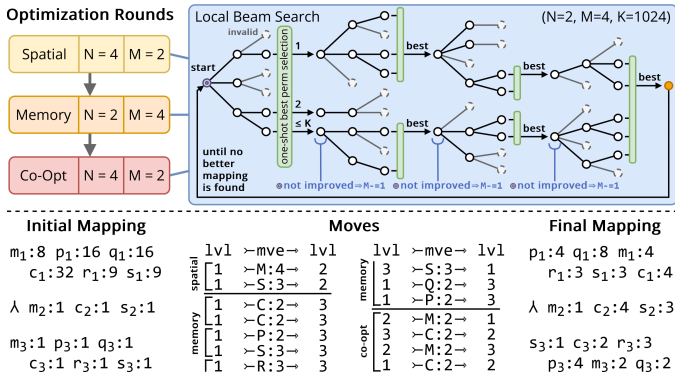 Optimization Rounds
Spatial N = 4 M = 2
Memory N = 2 M = 4
Co-Opt N = 4 M = 2
Local Beam Search (N=2, M=4, K=1024)
invalid
start
one-shot best perm selection
1
2
≤ K
best
best
best
best
best
until no
better
mapping
is found
⊚not improved⇒M-=1
⊚not improved⇒M-=1
⊚not improved⇒M-=1
Initial Mapping
m₁:8 p₁:16 q₁:16
c₁:32 r₁:9 s₁:9
⅄ m₂:1 c₂:1 s₂:1
m₃:1 p₃:1 q₃:1
c₃:1 r₃:1 s₃:1
Moves
lvl ≻mve⊸ lvl
spatial
1 ≻M:4⊸ 2
1 ≻S:3⊸ 2
memory
1 ≻C:2⊸ 3
1 ≻C:2⊸ 3
1 ≻P:2⊸ 3
1 ≻S:3⊸ 3
1 ≻R:3⊸ 3
lvl ≻mve⊸ lvl
memory
3 ≻S:3⊸ 1
1 ≻Q:2⊸ 3
1 ≻P:2⊸ 3
co-opt
2 ≻M:2⊸ 1
3 ≻C:2⊸ 2
2 ≻M:2⊸ 3
1 ≻C:2⊸ 2
Final Mapping
p₁:4 q₁:8 m₁:4
r₁:3 s₁:3 c₁:4
⅄ m₂:1 c₂:4 s₂:3
s₃:1 c₃:2 r₃:3
p₃:4 m₃:2 q₃:2